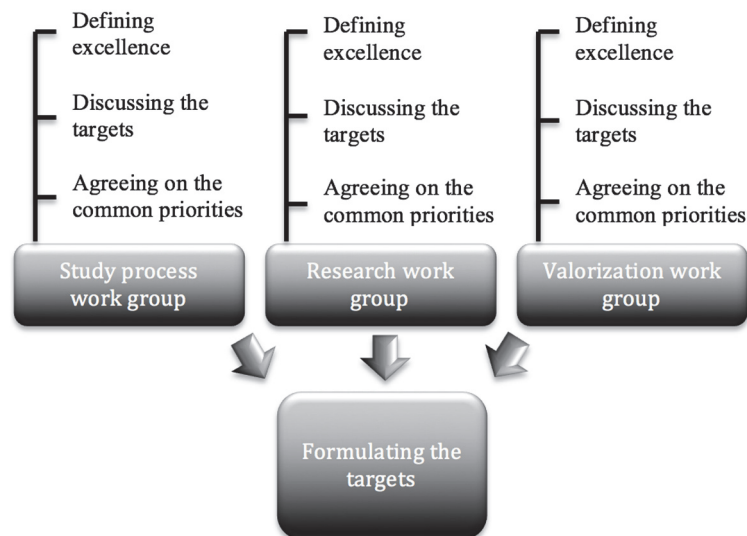 Defining
excellence
Discussing the
targets
Agreeing on the
common priorities
Study process
work group
Defining
excellence
Discussing the
targets
Agreeing on the
common priorities
Research work
group
Defining
excellence
Discussing the
targets
Agreeing on the
common priorities
Valorization work
group
Formulating the
targets